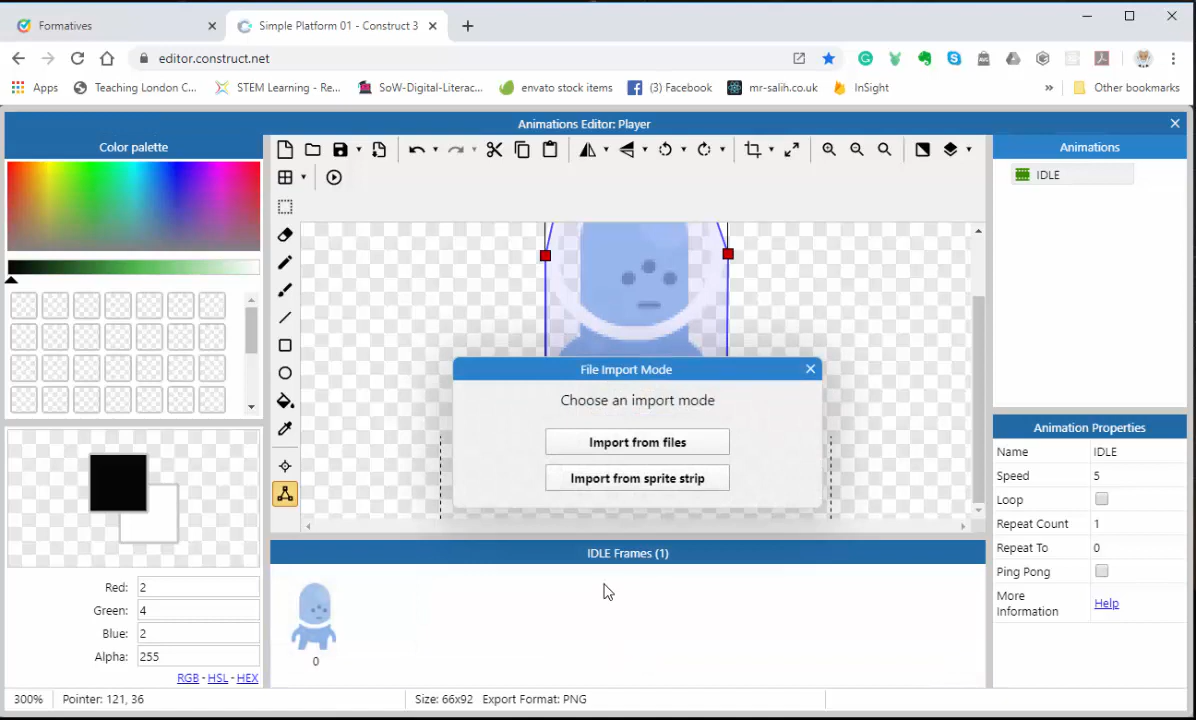 Formatives
Simple Platform 01 - Construct 3
editor.construct.net
Apps
Teaching London C...
STEM Learning - Re...
SoW-Digital-Literac...
envato stock items
(3) Facebook
mr-salih.co.uk
InSight
»
Other bookmarks
Animations Editor: Player
Color palette
Animations
IDLE
File Import Mode
Choose an import mode
Import from files
Import from sprite strip
Animation Properties
Name IDLE
Speed 5
Loop
Repeat Count 1
Repeat To 0
Ping Pong
More Information Help
IDLE Frames (1)
0
Red: 2
Green: 4
Blue: 2
Alpha: 255
RGB - HSL - HEX
300% Pointer: 121, 36 Size: 66x92 Export Format: PNG